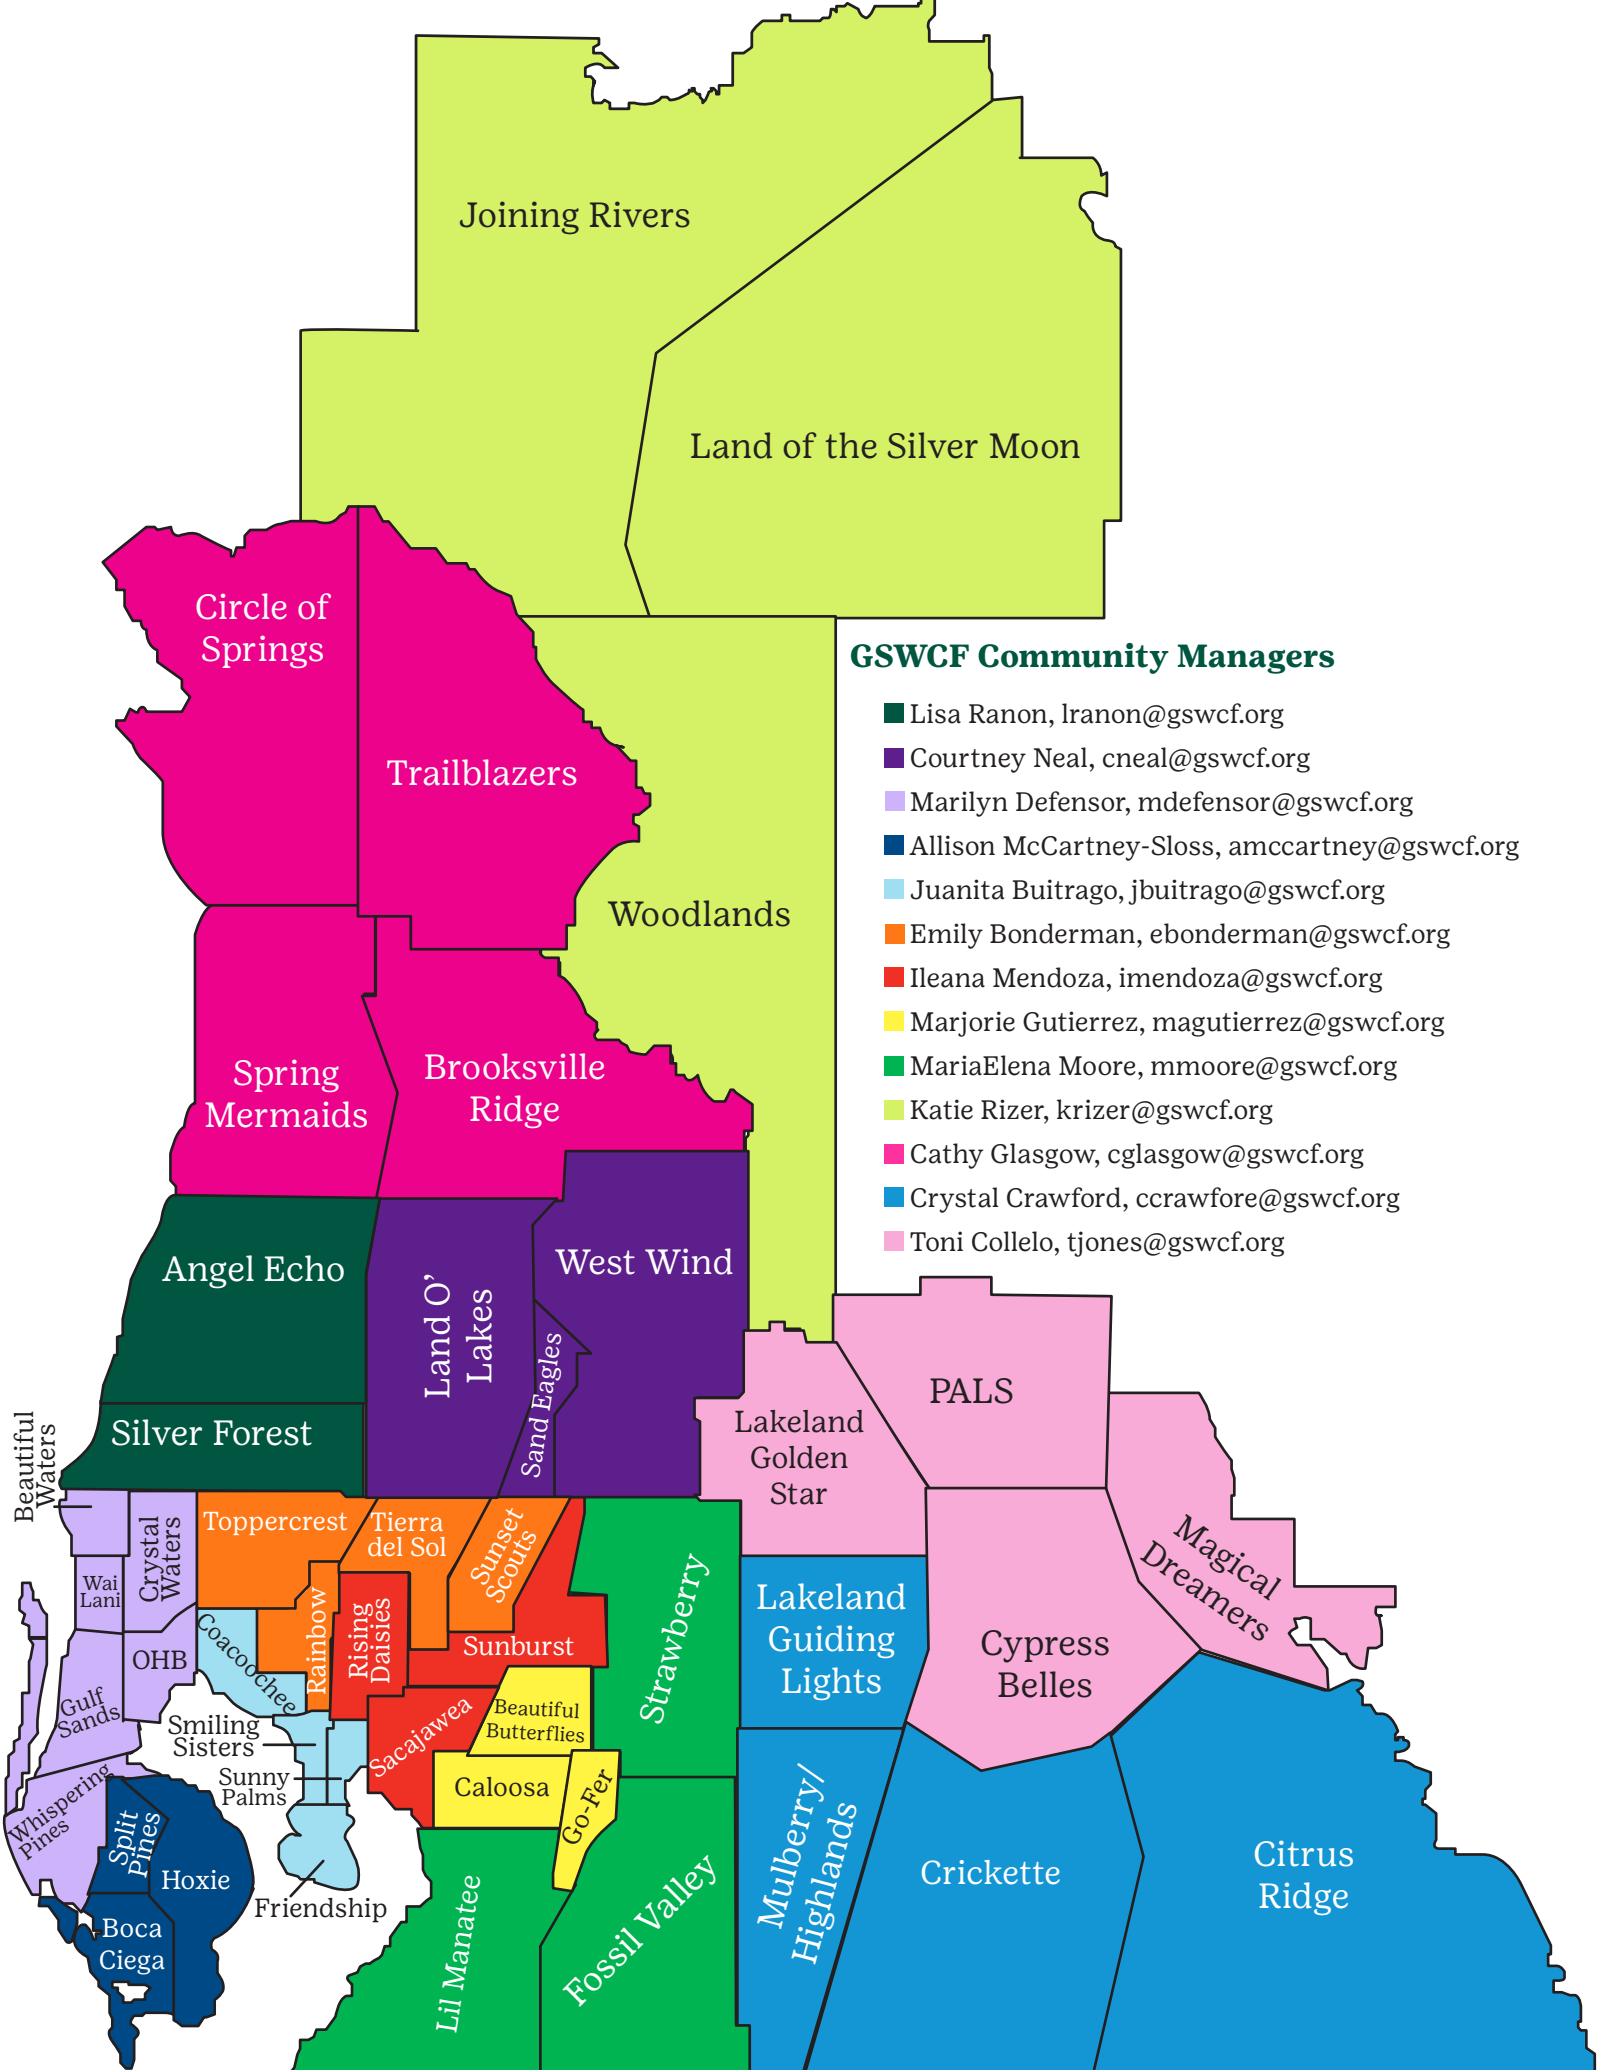 Joining Rivers
Land of the Silver Moon
Circle of
Springs
Trailblazers
Woodlands
GSWCF Community Managers
Lisa Ranon, lranon@gswcf.org
Courtney Neal, cneal@gswcf.org
Marilyn Defensor, mdefensor@gswcf.org
Allison McCartney-Sloss, amccartney@gswcf.org
Juanita Buitrago, jbuitrago@gswcf.org
Emily Bonderman, ebonderman@gswcf.org
Ileana Mendoza, imendoza@gswcf.org
Marjorie Gutierrez, magutierrez@gswcf.org
MariaElena Moore, mmoore@gswcf.org
Katie Rizer, krizer@gswcf.org
Cathy Glasgow, cglasgow@gswcf.org
Crystal Crawford, ccrawfore@gswcf.org
Toni Collelo, tjones@gswcf.org
Spring
Mermaids
Brooksville
Ridge
Angel Echo
Land O'
Lakes
West Wind
Sand Eagles
Silver Forest
PALS
Lakeland
Golden
Star
Magical
Dreamers
Beautiful
Waters
Crystal
Waters
Toppercrest
Tierra
del Sol
Sunset
Scouts
Wai
Lani
Rainbow
Rising
Daisies
Sunburst
Strawberry
Lakeland
Guiding
Lights
Cypress
Belles
Coacoochee
OHB
Gulf
Sands
Smiling
Sisters
Sacajawea
Beautiful
Butterflies
Sunny
Palms
Caloosa
Go-Fer
Whispering
Pines
Split
Pines
Hoxie
Friendship
Boca
Ciega
Lil Manatee
Fossil Valley
Mulberry/
Highlands
Crickette
Citrus
Ridge